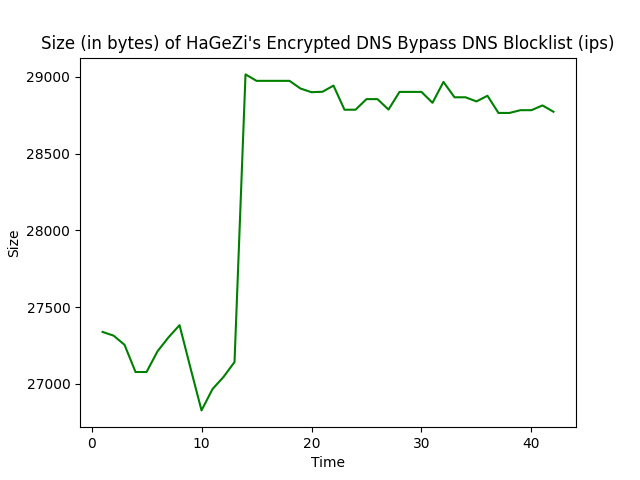 Size (in bytes) of HaGeZi's Encrypted DNS Bypass DNS Blocklist (ips)
29000
28500
28000
27500
27000
Size
0 10 20 30 40
Time